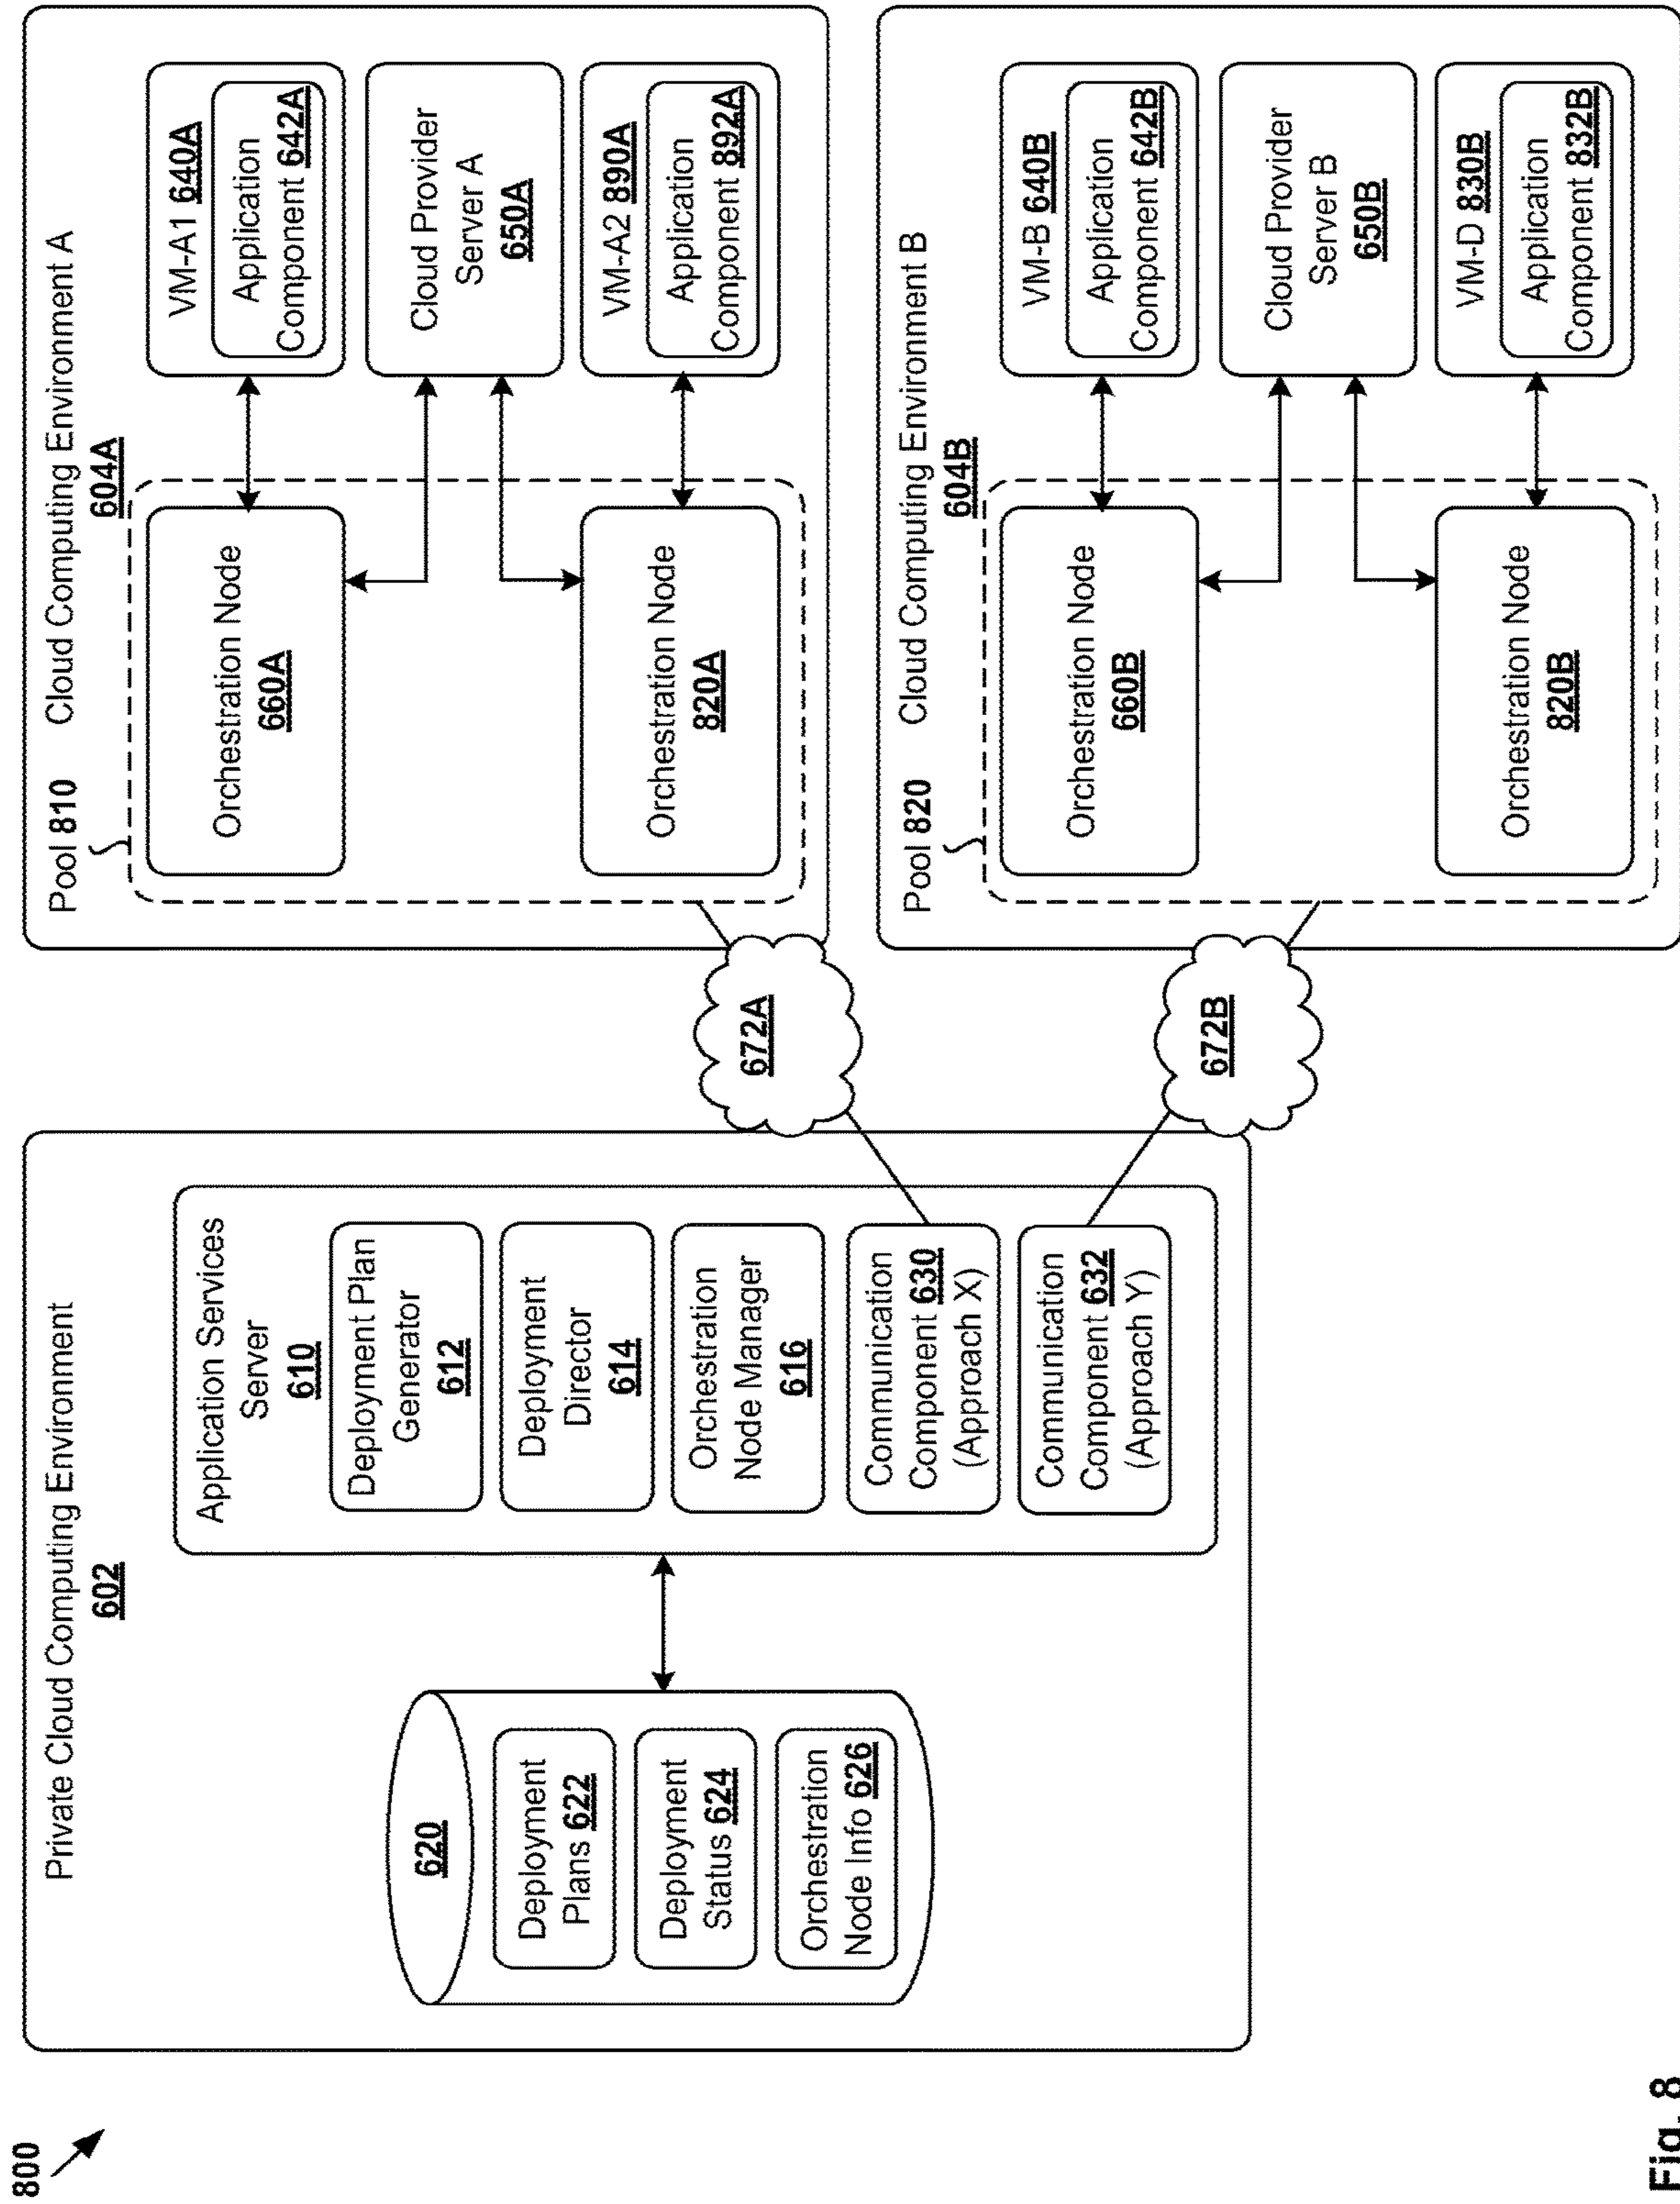 800
Private Cloud Computing Environment
602
620
Deployment
Plans 622
Deployment
Status 624
Orchestration
Node Info 626
Application Services
Server
610
Deployment Plan
Generator
612
Deployment
Director
614
Orchestration
Node Manager
616
Communication
Component 630
(Approach X)
Communication
Component 632
(Approach Y)
672A
672B
Pool 810
Cloud Computing Environment A
604A
Orchestration Node
660A
Orchestration Node
820A
VM-A1 640A
Application
Component 642A
Cloud Provider
Server A
650A
VM-A2 890A
Application
Component 892A
Pool 820
Cloud Computing Environment B
604B
Orchestration Node
660B
Orchestration Node
820B
VM-B 640B
Application
Component 642B
Cloud Provider
Server B
650B
VM-D 830B
Application
Component 832B
Fig. 8